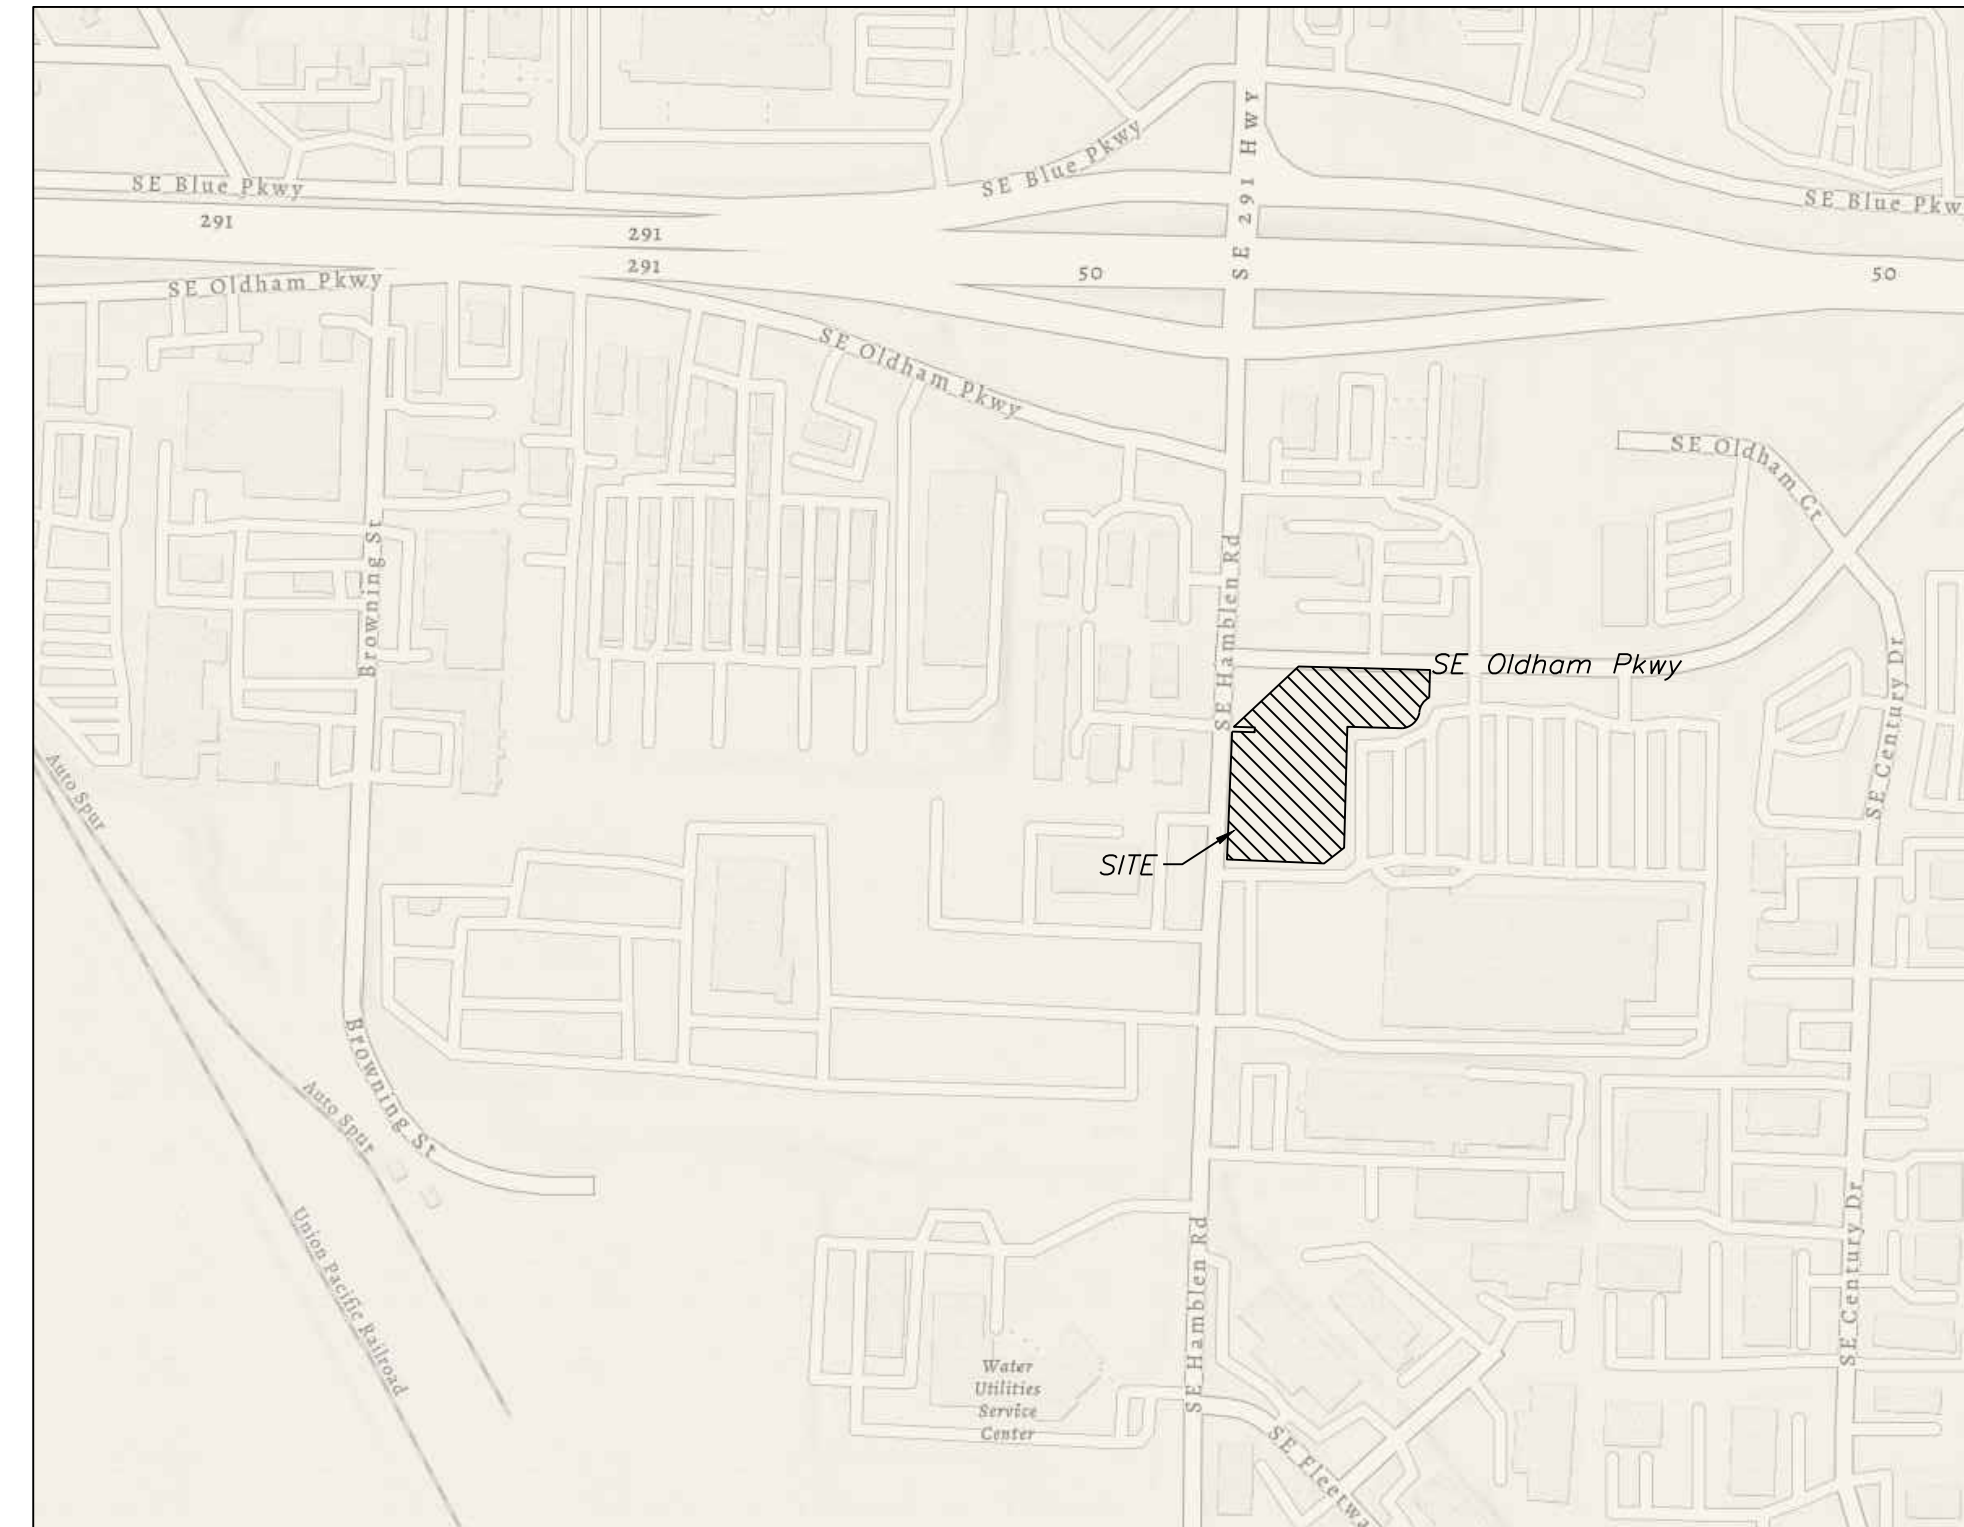 SE 291 HWY
SE Blue Pkwy
SE Blue Pkwy
SE Blue Pkw
291
291
291
50
50
SE Oldham Pkwy
SE Oldham Pkwy
SE Oldham Cr
Browning St
SE Hamblen Rd
SE Oldham Pkwy
SE Century Dr
Auto Spur
SITE
Browning St
Auto Spur
Union Pacific Railroad
SE Hamblen Rd
SE Century Dr
Water
Utilities
Service
Center
SE Fleetwa